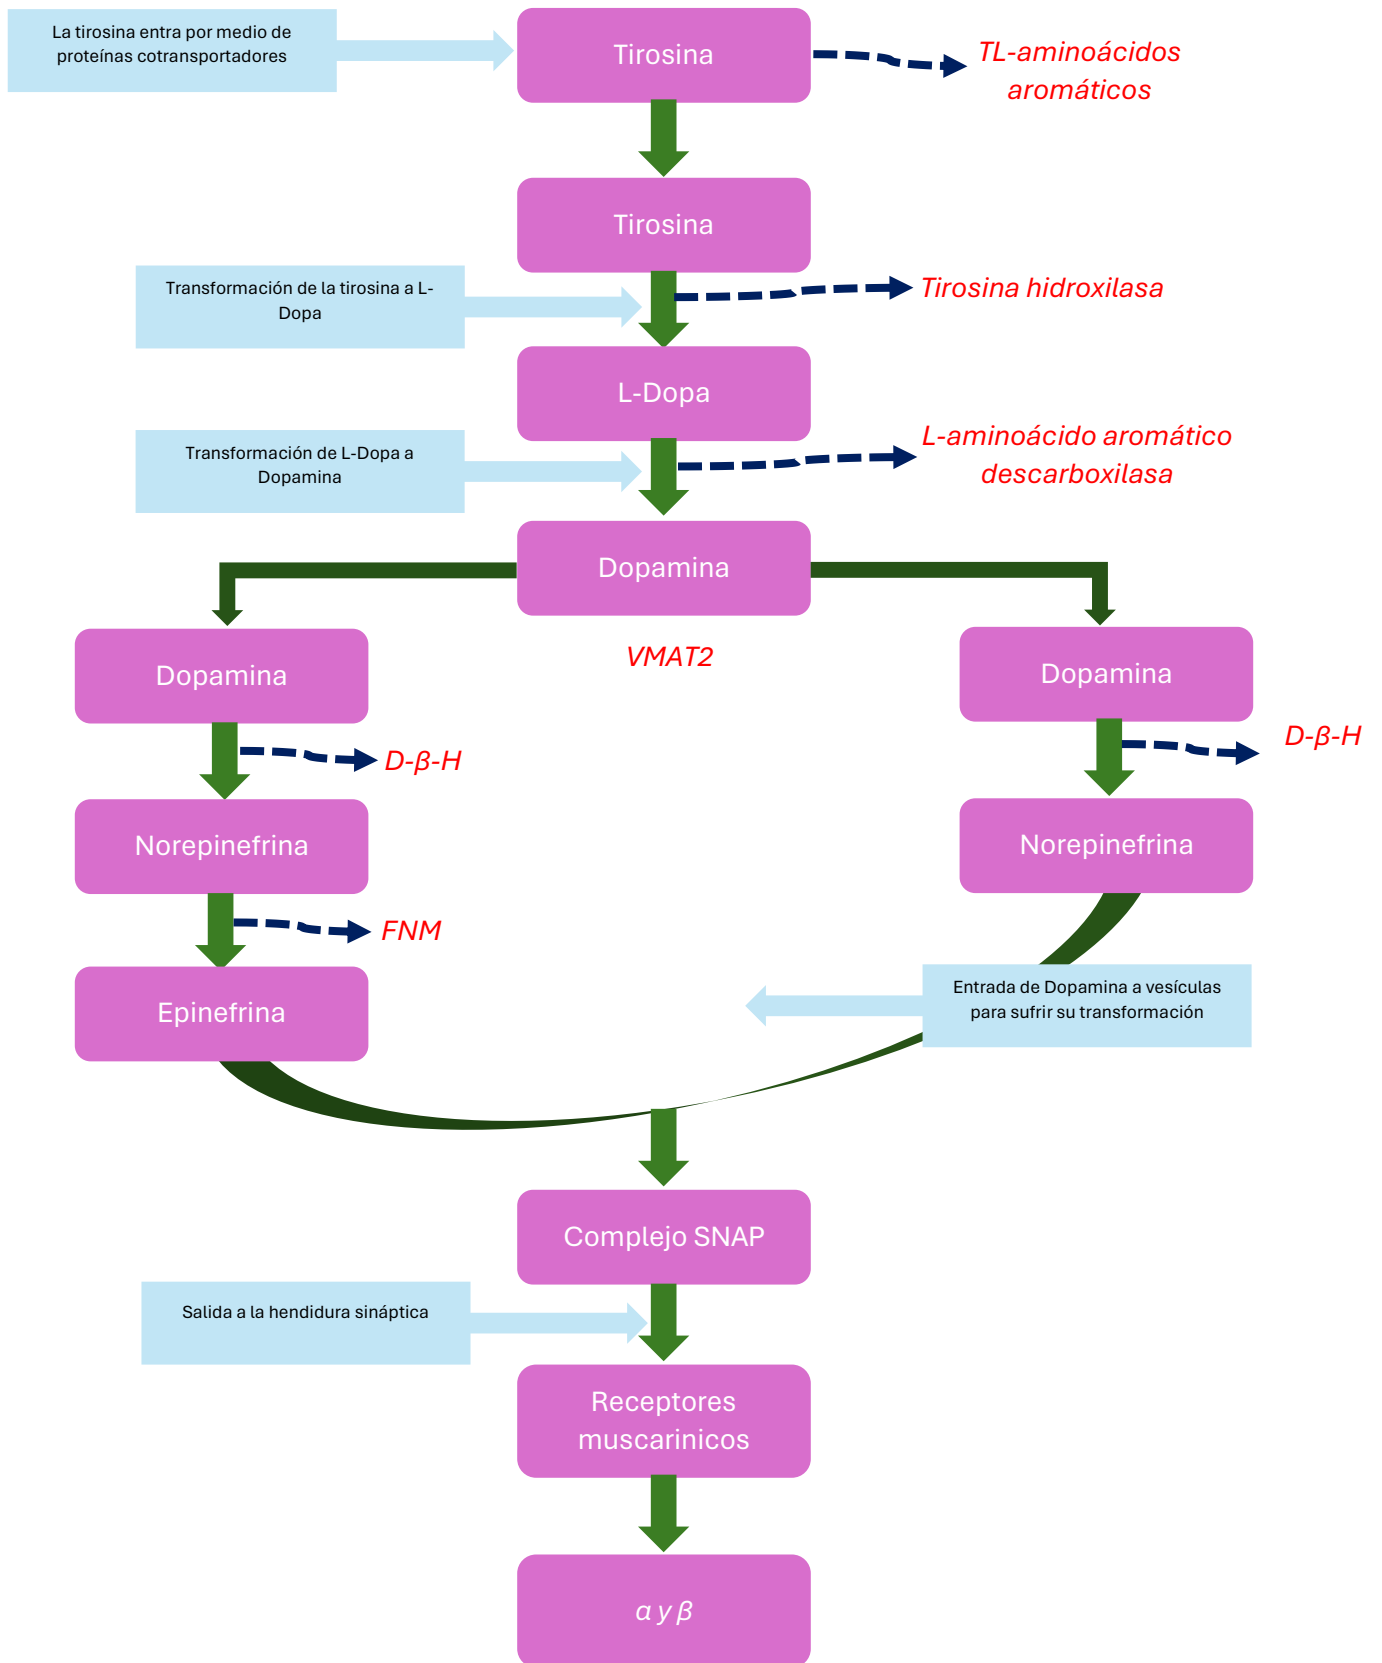 La tirosina entra por medio de
proteínas cotransportadores
Tirosina
TL-aminoácidos
aromáticos
Tirosina
Transformación de la tirosina a L-
Dopa
Tirosina hidroxilasa
L-Dopa
Transformación de L-Dopa a
Dopamina
L-aminoácido aromático
descarboxilasa
Dopamina
VMAT2
Dopamina
Dopamina
D-β-H
D-β-H
Norepinefrina
Norepinefrina
FNM
Epinefrina
Entrada de Dopamina a vesículas
para sufrir su transformación
Complejo SNAP
Salida a la hendidura sináptica
Receptores
muscarinicos
α y β